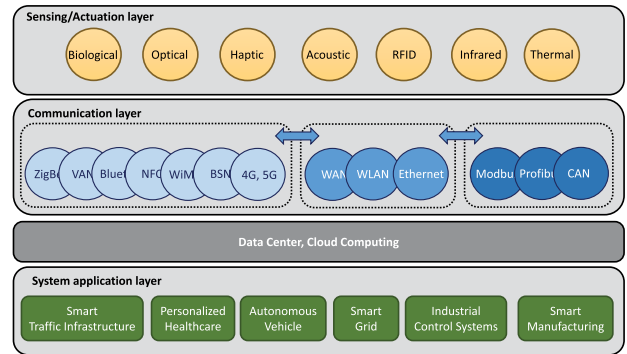 Sensing/Actuation layer
Biological
Optical
Haptic
Acoustic
RFID
Infrared
Thermal
Communication layer
4G, 5G
WLAN
Ethernet
CAN
Data Center, Cloud Computing
System application layer
Smart
Traffic Infrastructure
Personalized
Healthcare
Autonomous
Vehicle
Smart
Grid
Industrial
Control Systems
Smart
Manufacturing